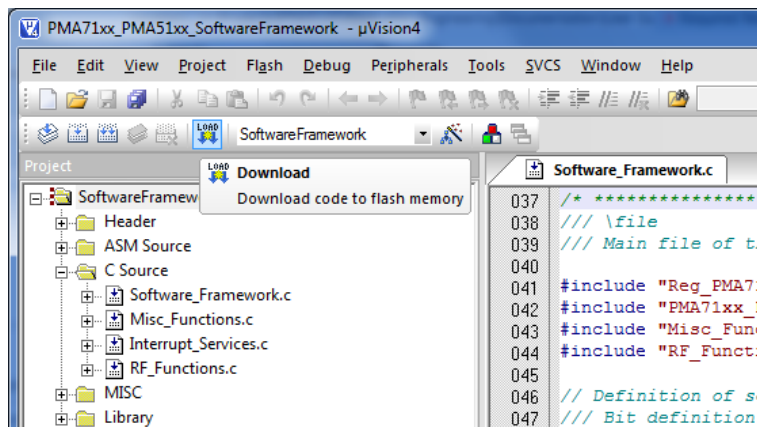 PMA71xx_PMA51xx_SoftwareFramework - µVision4
File Edit View Project Flash Debug Peripherals Tools SVCS Window Help
LOAD SoftwareFramework
Project
LOAD Download
Download code to flash memory
Software_Framework.c
SoftwareFramew
Header
ASM Source
C Source
Software_Framework.c
Misc_Functions.c
Interrupt_Services.c
RF_Functions.c
MISC
Library
037 /* ***************
038 /// \file
039 /// Main file of t
040
041 #include "Reg_PMA7
042 #include "PMA71xx_
043 #include "Misc_Fun
044 #include "RF_Funct
045
046 // Definition of s
047 /// Bit definition